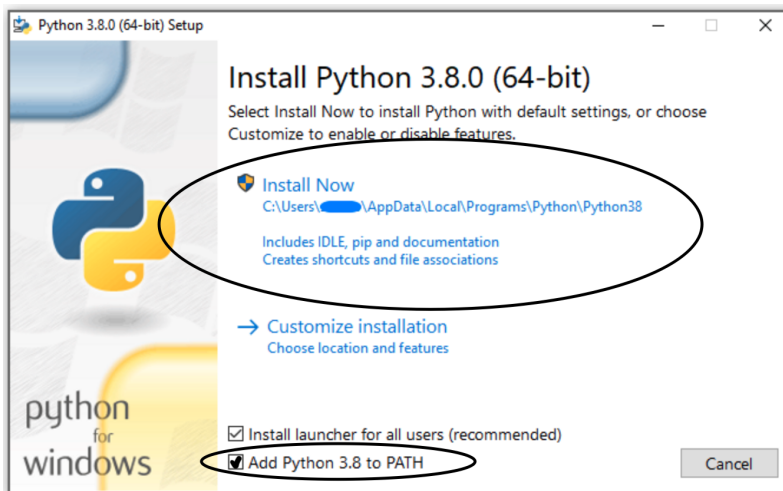 Python 3.8.0 (64-bit) Setup
Install Python 3.8.0 (64-bit)
Select Install Now to install Python with default settings, or choose
Customize to enable or disable features.
Install Now
C:\Users\ \AppData\Local\Programs\Python\Python38
Includes IDLE, pip and documentation
Creates shortcuts and file associations
Customize installation
Choose location and features
python
for
windows
Install launcher for all users (recommended)
Add Python 3.8 to PATH
Cancel